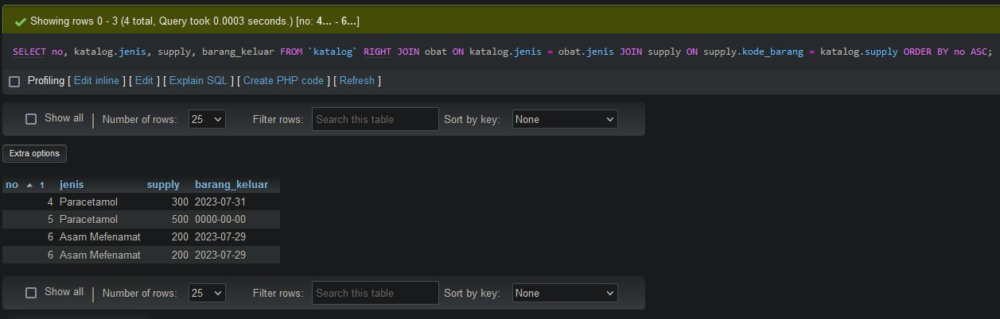 Showing rows 0 - 3 (4 total, Query took 0.0003 seconds.) [no: 4... - 6...]
SELECT no, katalog.jenis, supply, barang_keluar FROM `katalog` RIGHT JOIN obat ON katalog.jenis = obat.jenis JOIN supply ON supply.kode_barang = katalog.supply ORDER BY no ASC;
Profiling [ Edit inline ] [ Edit ] [ Explain SQL ] [ Create PHP code ] [ Refresh ]
Show all Number of rows: 25 Filter rows: Search this table Sort by key: None
Extra options
no 1 jenis supply barang_keluar
4 Paracetamol 300 2023-07-31
5 Paracetamol 500 0000-00-00
6 Asam Mefenamat 200 2023-07-29
6 Asam Mefenamat 200 2023-07-29
Show all Number of rows: 25 Filter rows: Search this table Sort by key: None